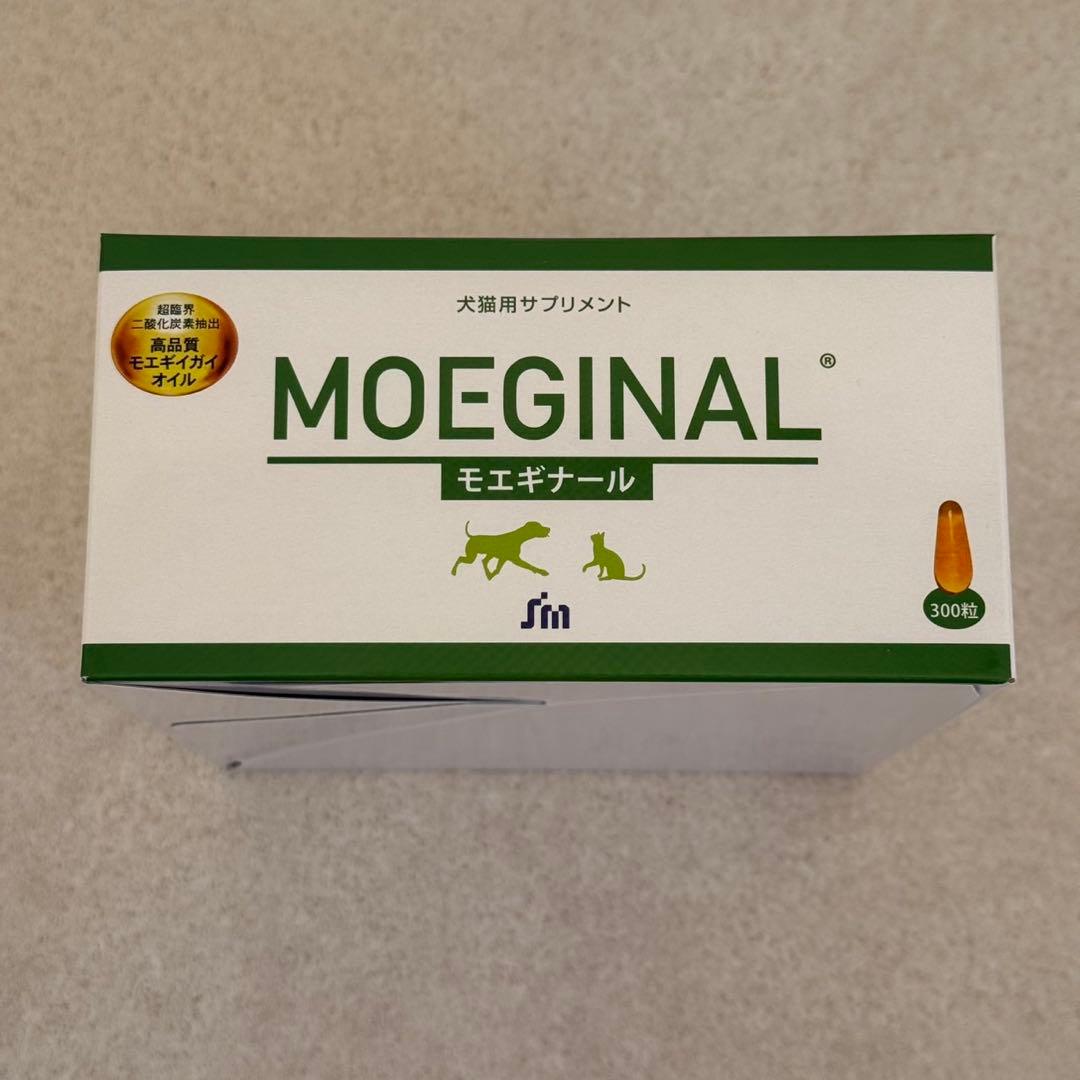 犬猫用サプリメント
超臨界
二酸化炭素抽出
高品質
モエギイガイ
オイル
MOEGINAL®
モエギナール
Sm
300粒